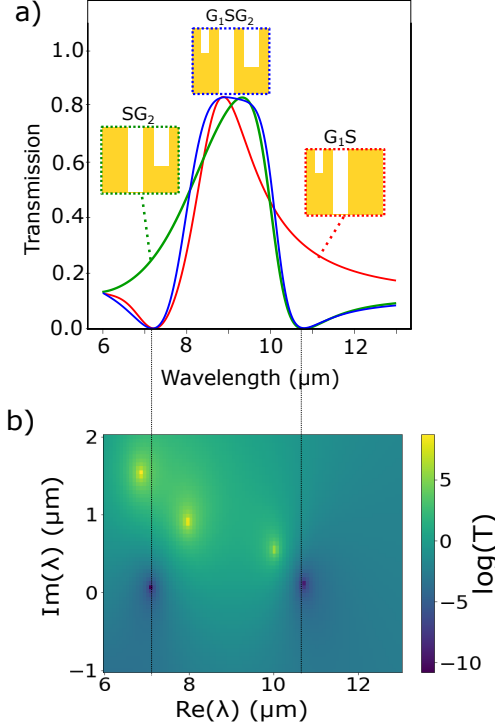 a)
G₁SG₂
SG₂
G₁S
Transmission
1.0
0.8
0.6
0.4
0.2
0.0
6
8
10
12
Wavelength (μm)
b)
Im(λ) (μm)
2
1
0
−1
6
8
10
12
Re(λ) (μm)
5
0
−5
−10
log(T)